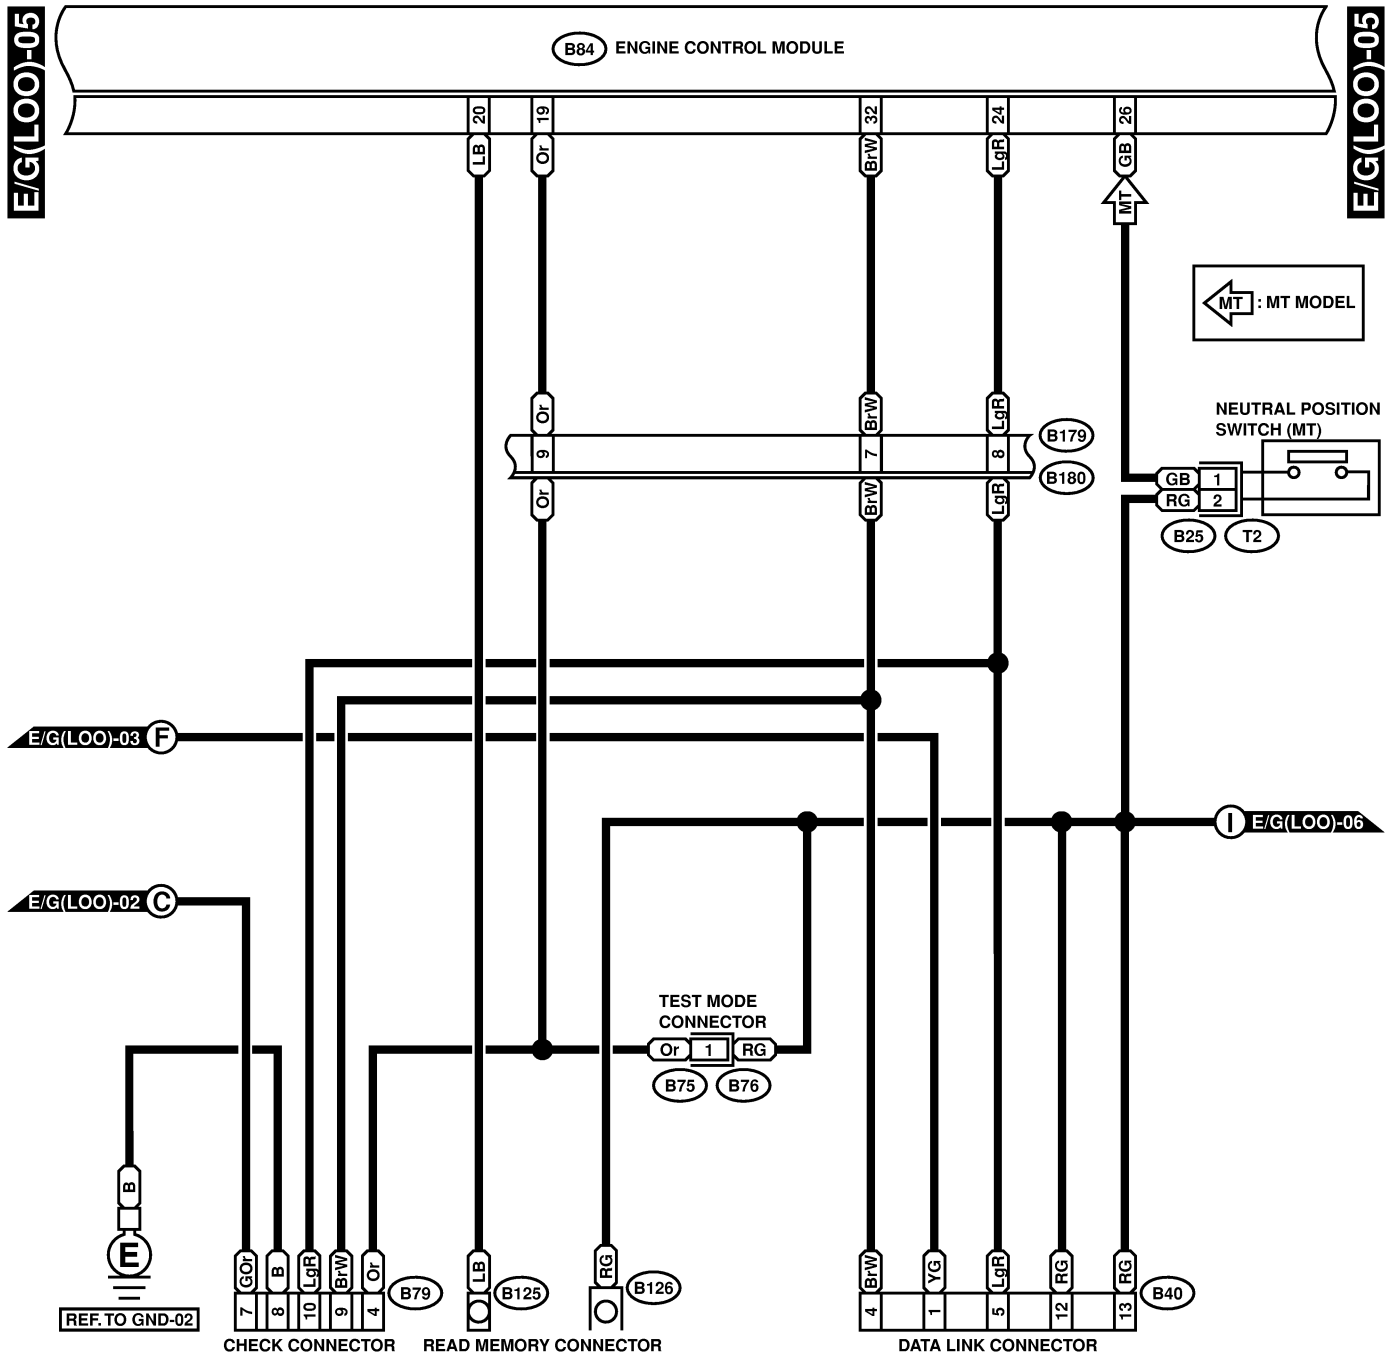 E/G(LOO)-05
B84 ENGINE CONTROL MODULE
E/G(LOO)-05
20 19 32 24 26
LB Or BrW LgR GB
MT
MT : MT MODEL
NEUTRAL POSITION
SWITCH (MT)
Or BrW LgR
B179
9 7 8
B180
Or BrW LgR
GB 1
RG 2
B25 T2
E/G(LOO)-03 F
I E/G(LOO)-06
E/G(LOO)-02 C
TEST MODE
CONNECTOR
Or 1 RG
B75 B76
B
E
REF. TO GND-02
GOr B LgR BrW Or
B79
7 8 10 9 4
CHECK CONNECTOR
LB
B125
RG
B126
READ MEMORY CONNECTOR
BrW YG LgR RG RG
B40
4 1 5 12 13
DATA LINK CONNECTOR